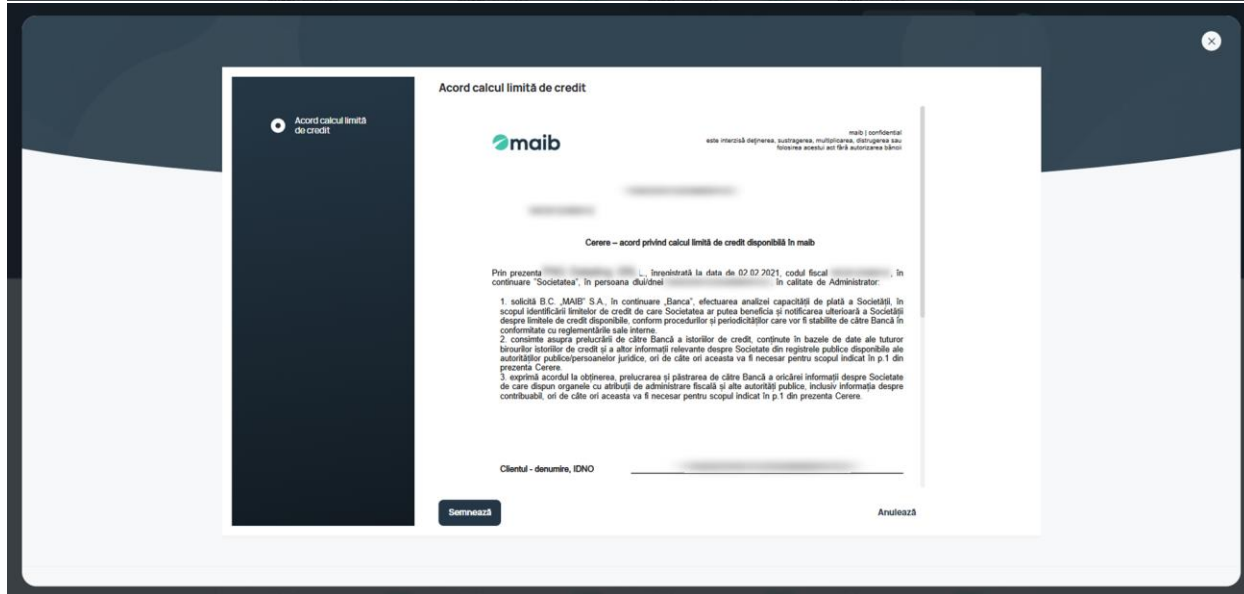 Acord calcul limită
de credit
Acord calcul limită de credit
maib
maib | confidential
este interzisă deținerea, sustragerea, multiplicarea, distrugerea sau
folosirea acestui act fără autorizarea băncii
Cerere – acord privind calcul limită de credit disponibilă în maib
Prin prezenta L., înregistrată la data de 02.02.2021, codul fiscal , în
continuare "Societatea", în persoana dlui/dnei în calitate de Administrator:
1. solicită B.C. „MAIB” S.A., în continuare „Banca”, efectuarea analizei capacității de plată a Societății, în
scopul identificării limitelor de credit de care Societatea ar putea beneficia și notificarea ulterioară a Societății
despre limitele de credit disponibile, conform procedurilor și periodicităților care vor fi stabilite de către Bancă în
conformitate cu reglementările sale interne.
2. consimte asupra prelucrării de către Bancă a istoriilor de credit, conținute în bazele de date ale tuturor
birourilor istoriilor de credit și a altor informații relevante despre Societate din registrele publice disponibile ale
autorităților publice/persoanelor juridice, ori de câte ori aceasta va fi necesar pentru scopul indicat în p.1 din
prezenta Cerere.
3. exprimă acordul la obținerea, prelucrarea și păstrarea de către Bancă a oricărei informații despre Societate
de care dispun organele cu atribuții de administrare fiscală și alte autorități publice, inclusiv informația despre
contribuabil, ori de câte ori aceasta va fi necesar pentru scopul indicat în p.1 din prezenta Cerere.
Clientul - denumire, IDNO
Semnează
Anulează